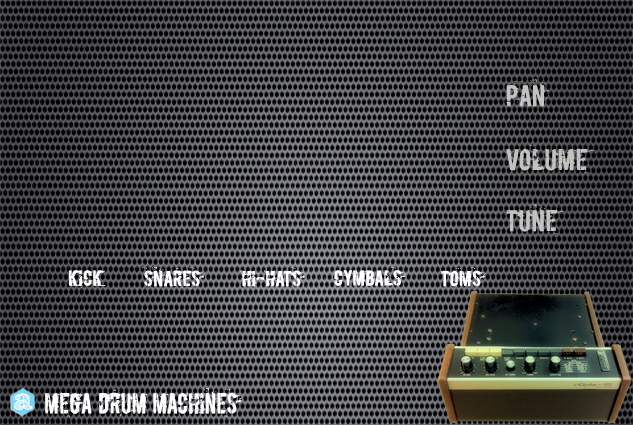 PAN
VOLUME
TUNE
KICK SNARES HI-HATS CYMBALS TOMS
MEGA DRUM MACHINES